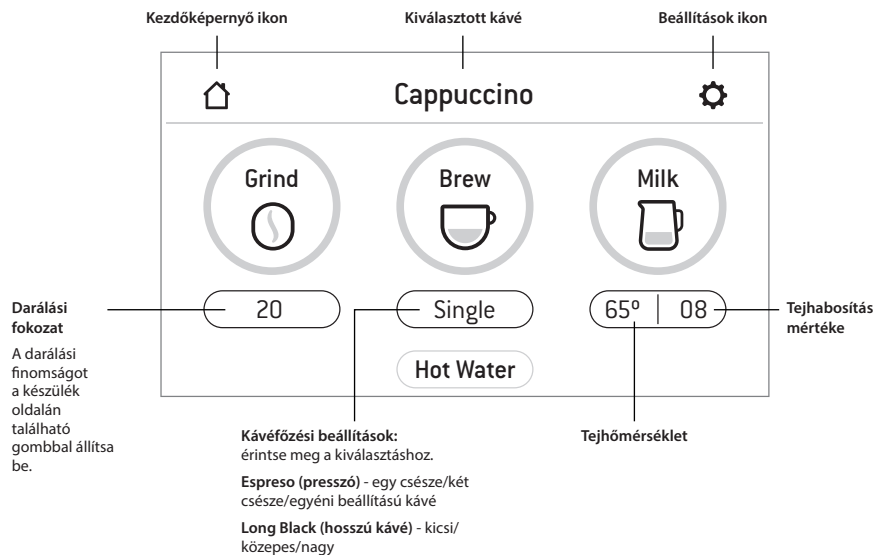 Kezdőképernyő ikon
Kiválasztott kávé
Beállítások ikon
Cappuccino
Grind
Brew
Milk
20
Single
65º | 08
Hot Water
Darálási
fokozat
A darálási
finomságot
a készülék
oldalán
található
gombbal állítsa
be.
Kávéfőzési beállítások:
érintse meg a kiválasztáshoz.
Espreso (presszó) - egy csésze/két
csésze/egyéni beállítású kávé
Long Black (hosszú kávé) - kicsi/
közepes/nagy
Tejhőmérséklet
Tejhabosítás
mértéke